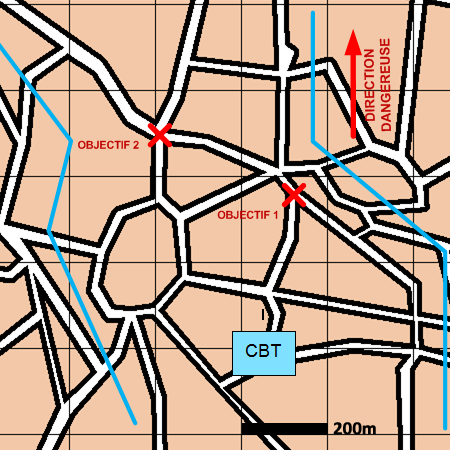 DIRECTION
DANGEREUSE
OBJECTIF 2
OBJECTIF 1
CBT
200m